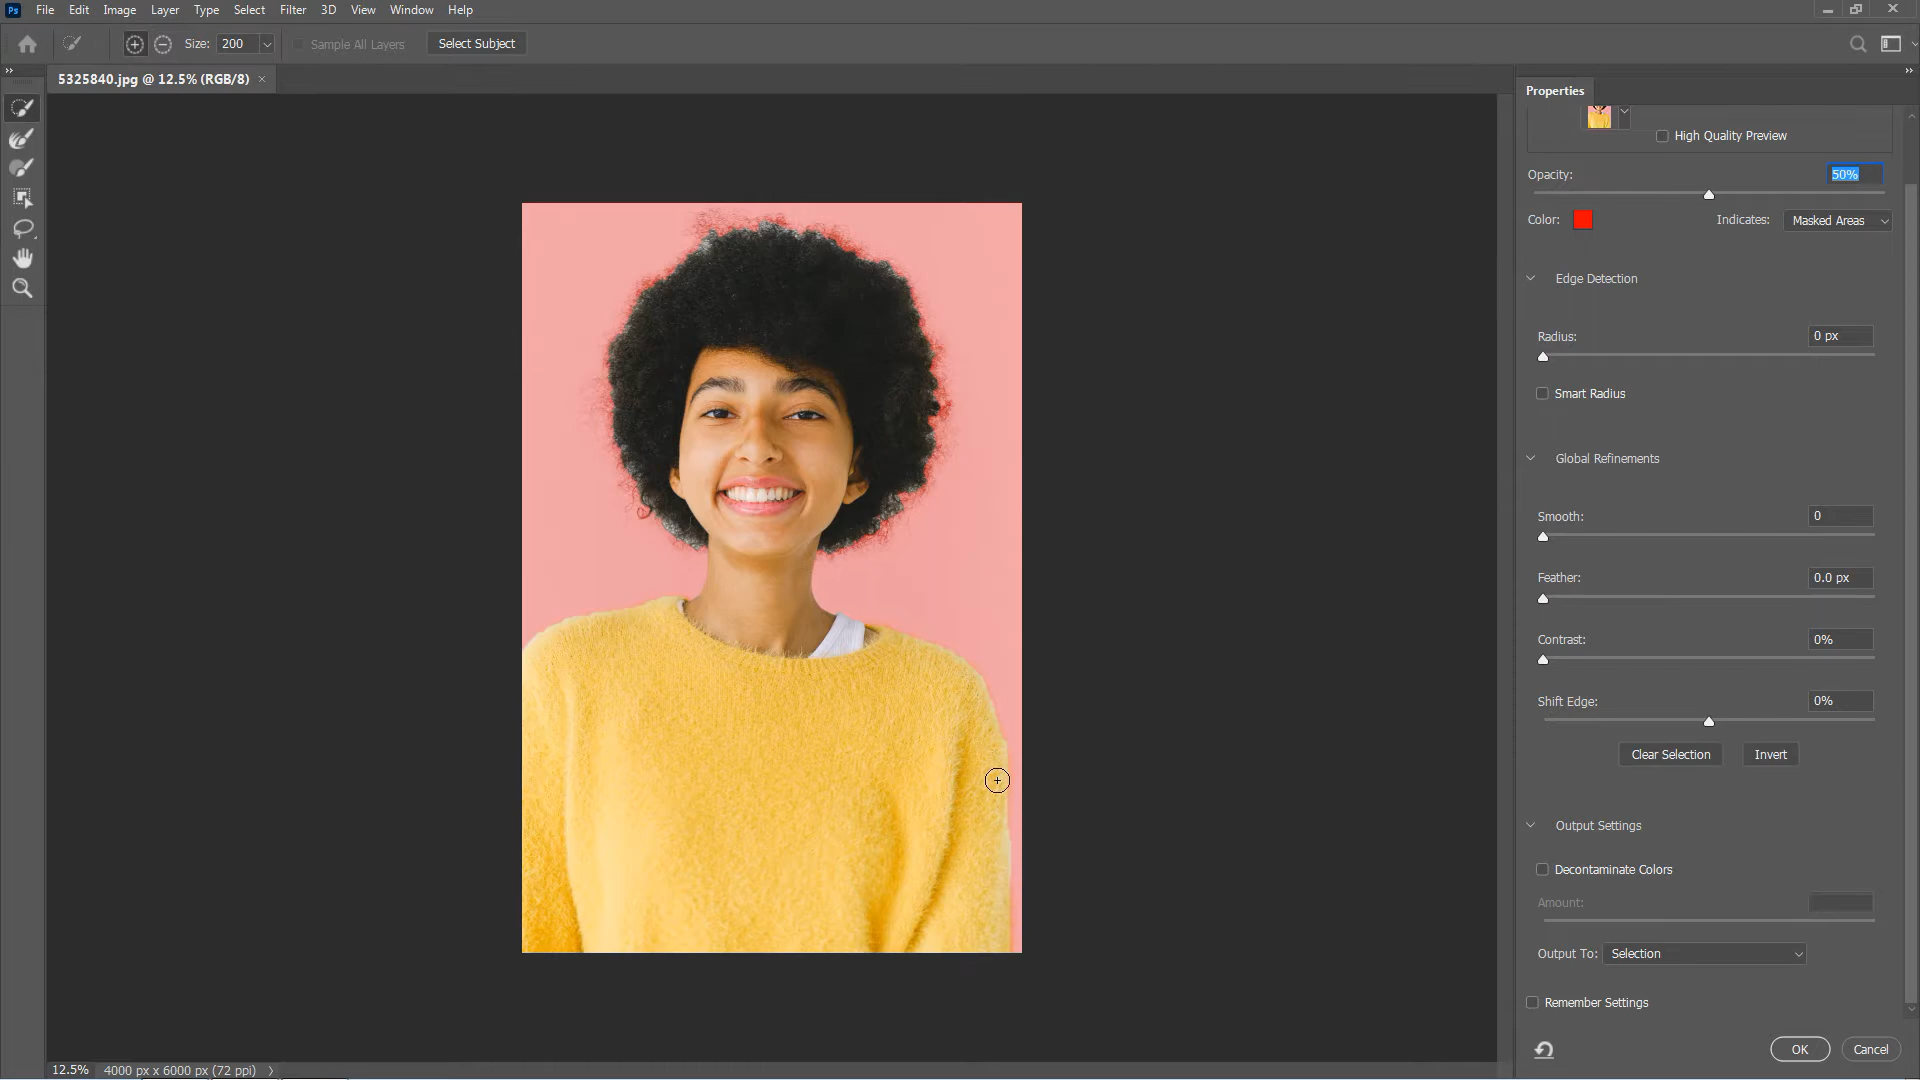 Ps File Edit Image Layer Type Select Filter 3D View Window Help
Size: 200 Sample All Layers Select Subject
5325840.jpg @ 12.5% (RGB/8) ×
Properties
High Quality Preview
Opacity: 50%
Color: Indicates: Masked Areas
Edge Detection
Radius: 0 px
Smart Radius
Global Refinements
Smooth: 0
Feather: 0.0 px
Contrast: 0%
Shift Edge: 0%
Clear Selection Invert
Output Settings
Decontaminate Colors
Amount:
Output To: Selection
Remember Settings
OK Cancel
12.5% 4000 px x 6000 px (72 ppi)